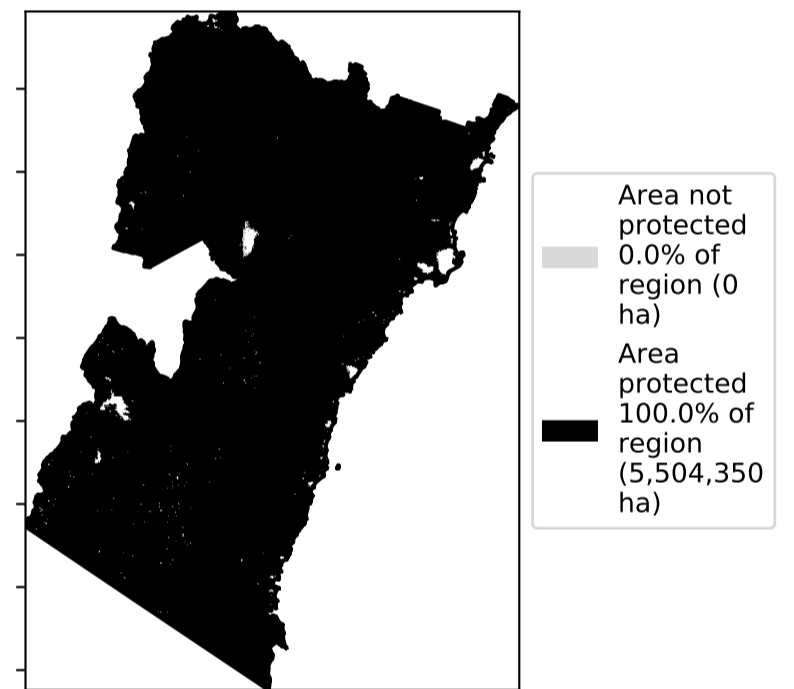 Area not
protected
0.0% of
region (0
ha)
Area
protected
100.0% of
region
(5,504,350
ha)